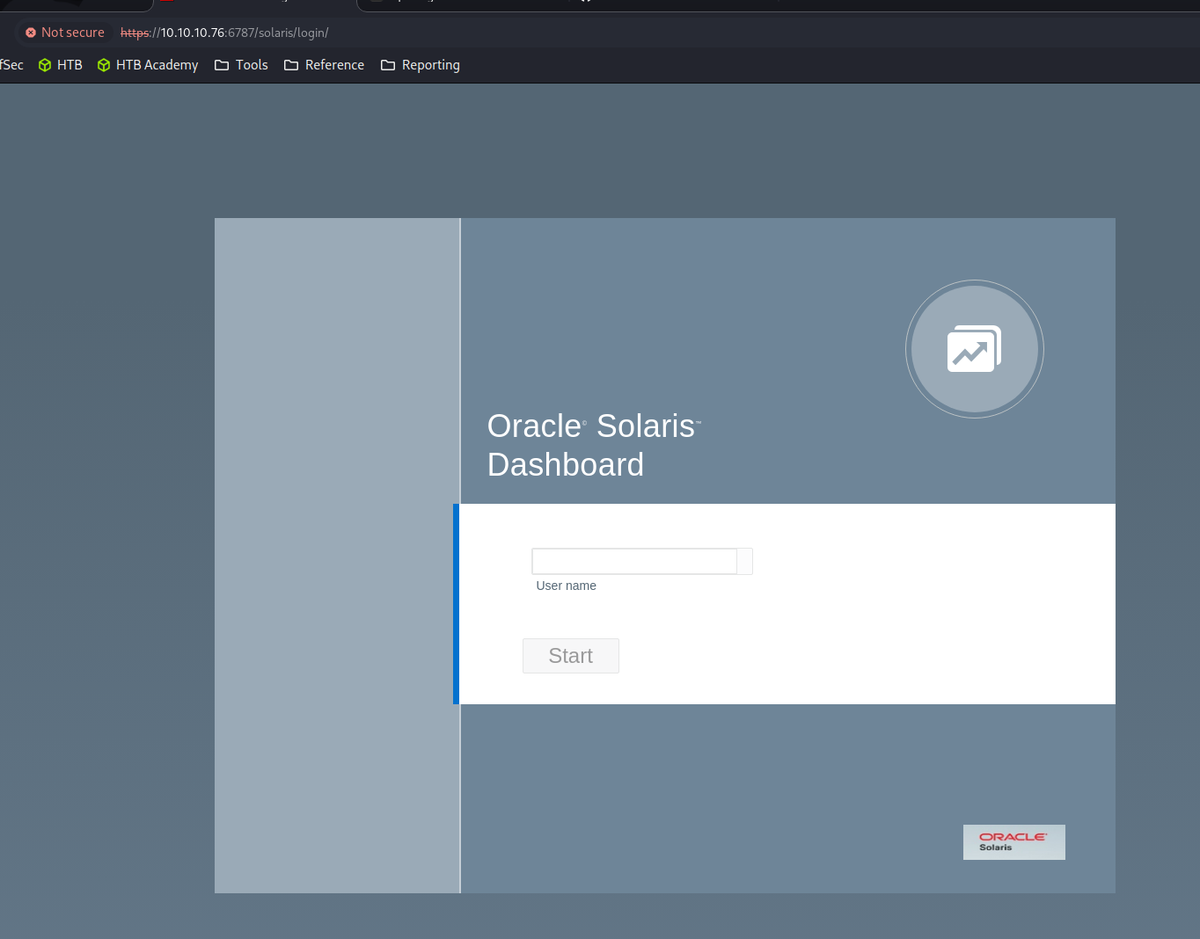 Not secure https://10.10.10.76:6787/solaris/login/
fSec HTB HTB Academy Tools Reference Reporting
Oracle® Solaris™
Dashboard
User name
Start
ORACLE®
Solaris